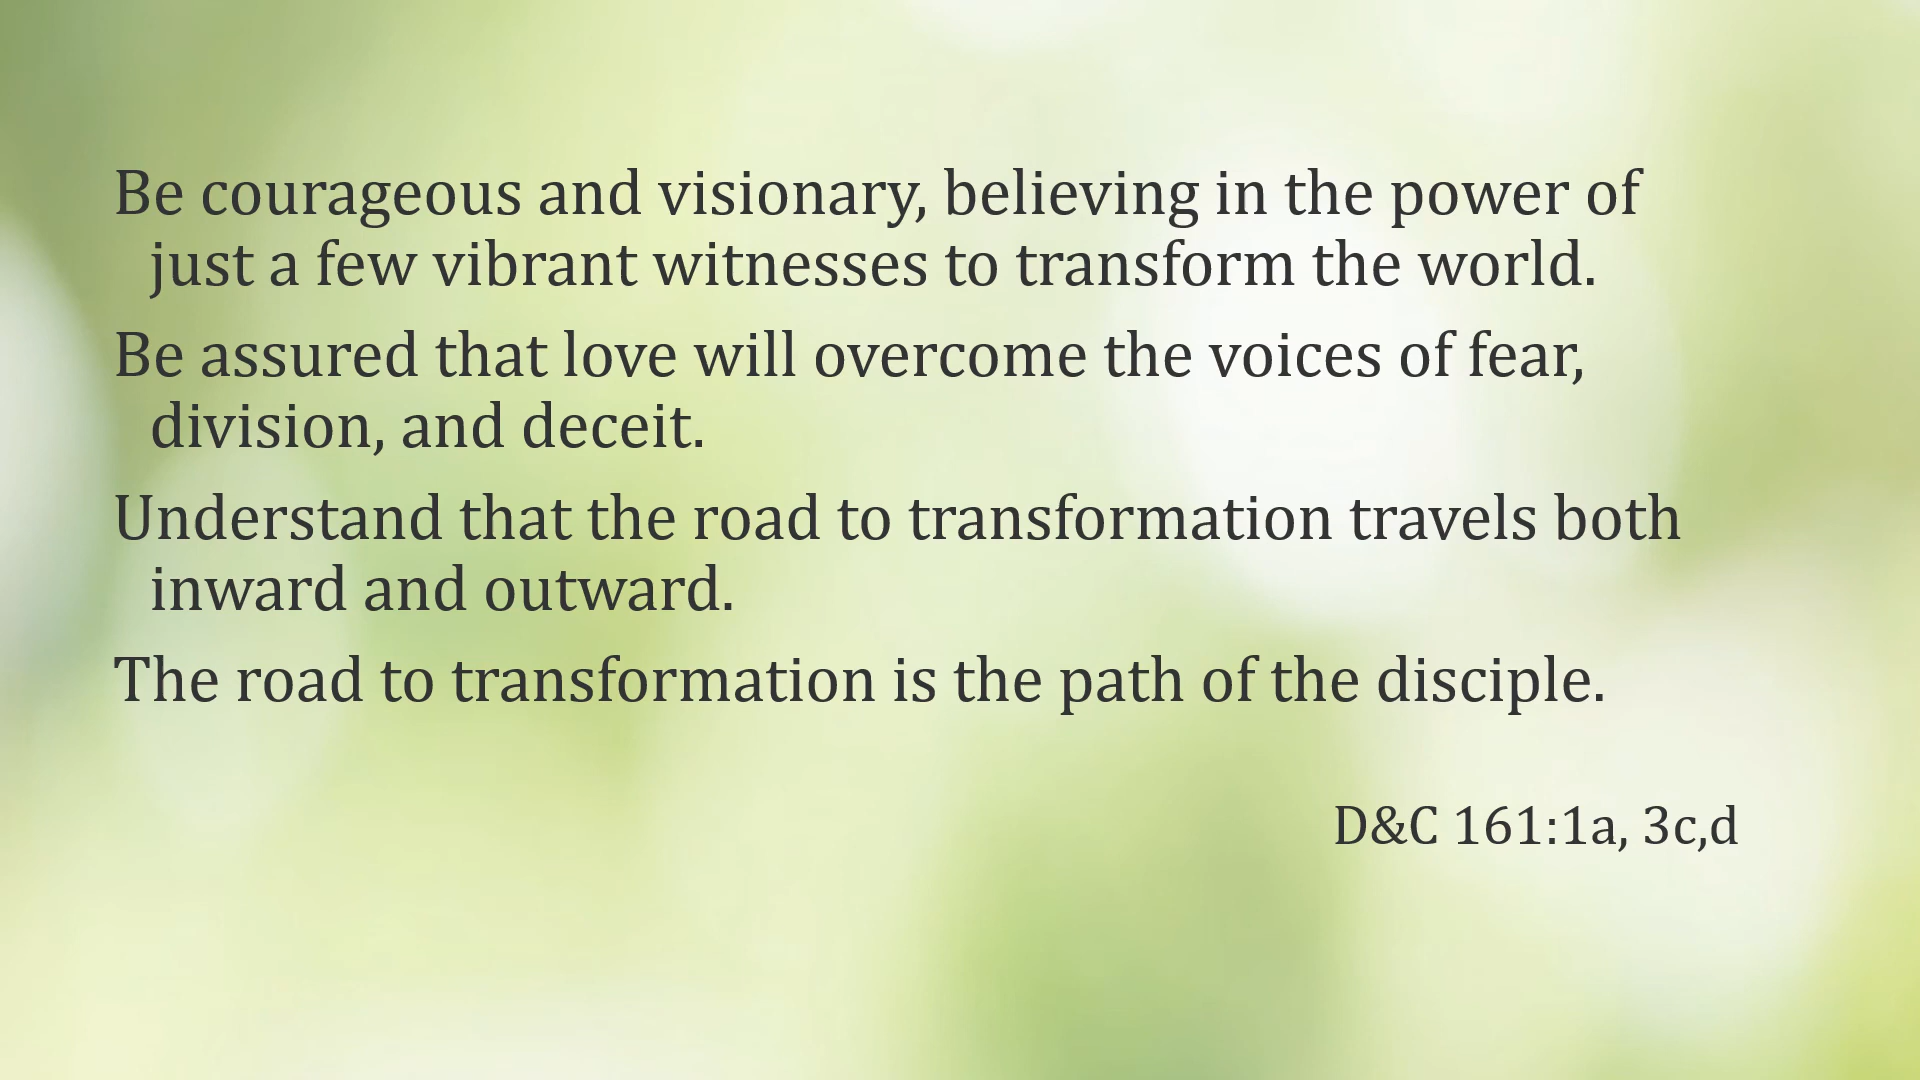 Be courageous and visionary, believing in the power of
just a few vibrant witnesses to transform the world.
Be assured that love will overcome the voices of fear,
division, and deceit.
Understand that the road to transformation travels both
inward and outward.
The road to transformation is the path of the disciple.
D&C 161:1a, 3c,d